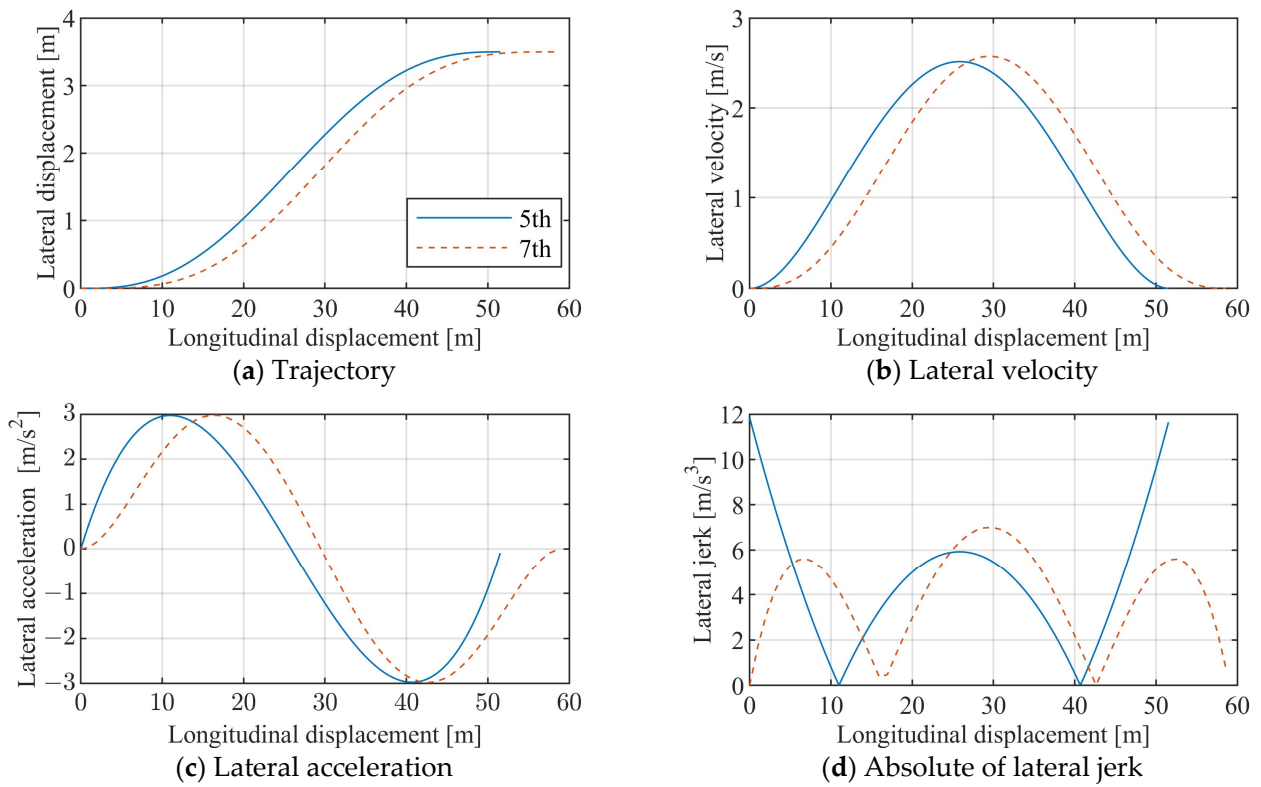 4
3
2
1
0
0 10 20 30 40 50 60
Lateral displacement [m]
Longitudinal displacement [m]
5th
7th
(a) Trajectory
3
2
1
0
0 10 20 30 40 50 60
Lateral velocity [m/s]
Longitudinal displacement [m]
(b) Lateral velocity
3
2
1
0
−1
−2
−3
0 10 20 30 40 50 60
Lateral acceleration [m/s²]
Longitudinal displacement [m]
(c) Lateral acceleration
12
10
8
6
4
2
0
0 10 20 30 40 50 60
Lateral jerk [m/s³]
Longitudinal displacement [m]
(d) Absolute of lateral jerk